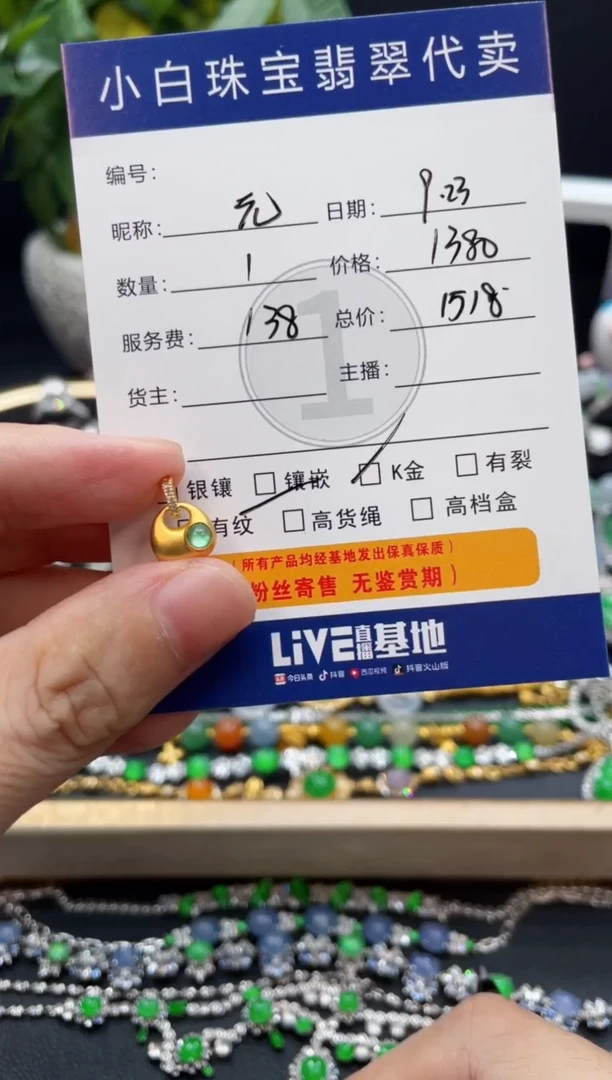 小白珠宝翡翠代卖
编号：
昵称：元 日期：9.23
数量：1 价格：1380
服务费：138 总价：1518
货主： 主播：
1
银镶 镶嵌 K金 有裂
有纹 高货绳 高档盒
（所有产品均经基地发出保真保质）
粉丝寄售 无鉴赏期）
LiVE直播基地
今日头条 抖音 西瓜视频 抖音火山版